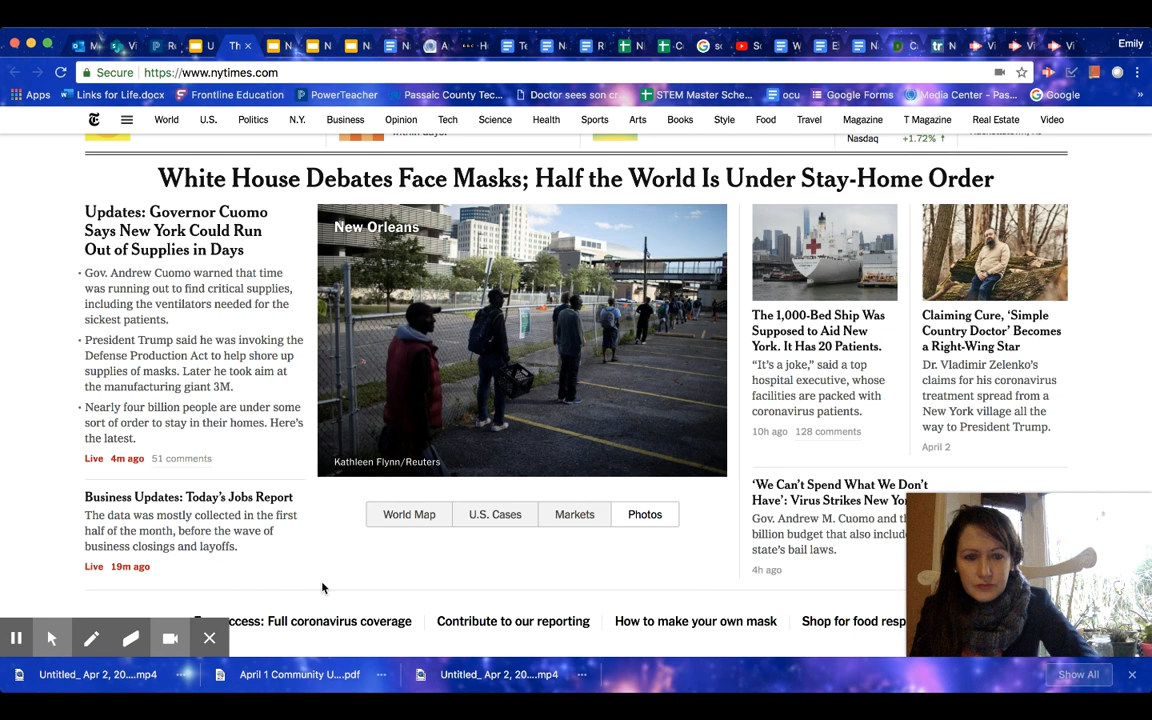 M
Vi
P
Re
U
Th
N
N
N
N
A
H
Te
N
R
N
C
N
W
E
N
C
N
Vi
Vi
Vi
Emily
Secure https://www.nytimes.com
Apps
Links for Life.docx
Frontline Education
PowerTeacher
Passaic County Tec...
Doctor sees son cr...
STEM Master Sche...
ocu
Google Forms
Media Center - Pas...
Google
»
World
U.S.
Politics
N.Y.
Business
Opinion
Tech
Science
Health
Sports
Arts
Books
Style
Food
Travel
Magazine
T Magazine
Real Estate
Video
Nasdaq +1.72% ↑
White House Debates Face Masks; Half the World Is Under Stay-Home Order
Updates: Governor Cuomo
Says New York Could Run
Out of Supplies in Days
• Gov. Andrew Cuomo warned that time
was running out to find critical supplies,
including the ventilators needed for the
sickest patients.
• President Trump said he was invoking the
Defense Production Act to help shore up
supplies of masks. Later he took aim at
the manufacturing giant 3M.
• Nearly four billion people are under some
sort of order to stay in their homes. Here's
the latest.
Live 4m ago 51 comments
Business Updates: Today's Jobs Report
The data was mostly collected in the first
half of the month, before the wave of
business closings and layoffs.
Live 19m ago
New Orleans
Kathleen Flynn/Reuters
World Map
U.S. Cases
Markets
Photos
The 1,000-Bed Ship Was
Supposed to Aid New
York. It Has 20 Patients.
“It's a joke,” said a top
hospital executive, whose
facilities are packed with
coronavirus patients.
10h ago 128 comments
Claiming Cure, ‘Simple
Country Doctor’ Becomes
a Right-Wing Star
Dr. Vladimir Zelenko's
claims for his coronavirus
treatment spread from a
New York village all the
way to President Trump.
April 2
‘We Can't Spend What We Don't
Have’: Virus Strikes New Yo
Gov. Andrew M. Cuomo and th
billion budget that also include
state's bail laws.
4h ago
cess: Full coronavirus coverage
Contribute to our reporting
How to make your own mask
Shop for food resp
Untitled_ Apr 2, 20....mp4
April 1 Community U....pdf
Untitled_ Apr 2, 20....mp4
Show All